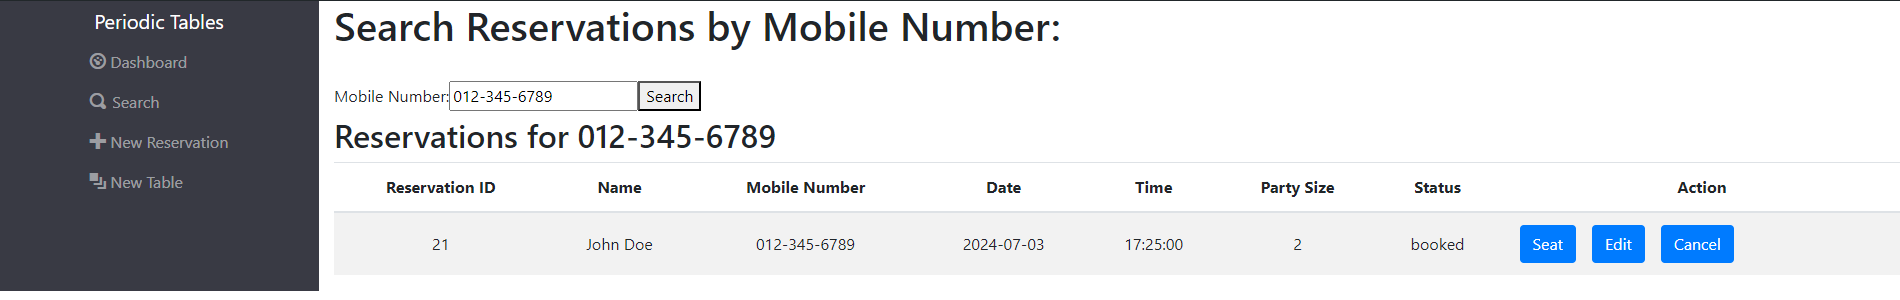 Periodic Tables
Dashboard
Search
New Reservation
New Table
Search Reservations by Mobile Number:
Mobile Number: 012-345-6789 Search
Reservations for 012-345-6789
Reservation ID Name Mobile Number Date Time Party Size Status Action
21 John Doe 012-345-6789 2024-07-03 17:25:00 2 booked Seat Edit Cancel